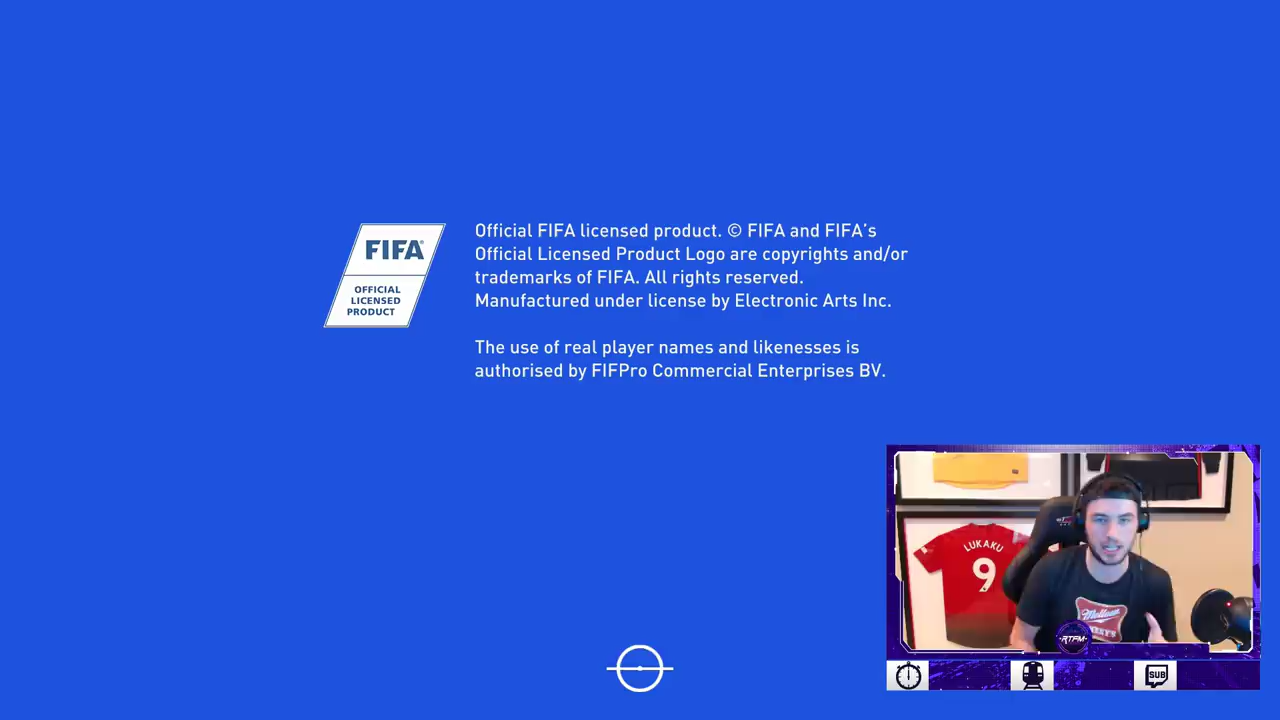 FIFA
OFFICIAL
LICENSED
PRODUCT
Official FIFA licensed product. © FIFA and FIFA's
Official Licensed Product Logo are copyrights and/or
trademarks of FIFA. All rights reserved.
Manufactured under license by Electronic Arts Inc.
The use of real player names and likenesses is
authorised by FIFPro Commercial Enterprises BV.
LUKAKU
9
RTFM
SUB